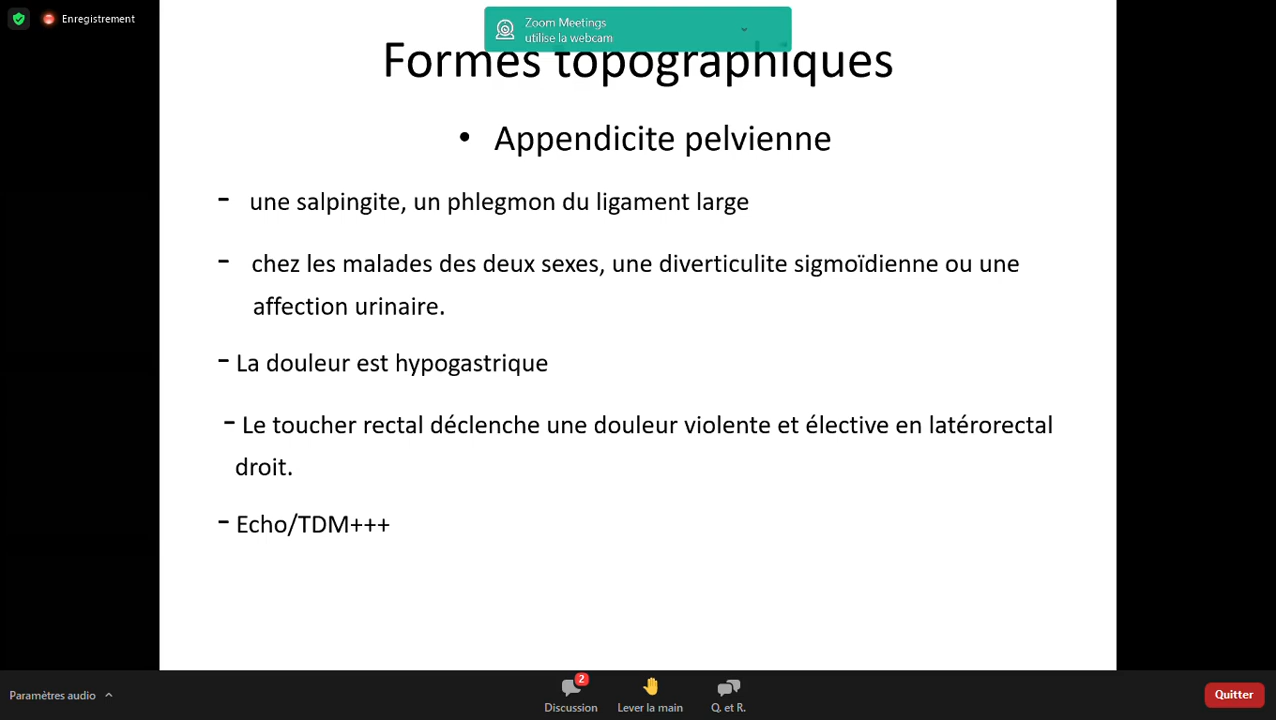 Enregistrement
Zoom Meetings
utilise la webcam
Formes topographiques
• Appendicite pelvienne
- une salpingite, un phlegmon du ligament large
- chez les malades des deux sexes, une diverticulite sigmoïdienne ou une
affection urinaire.
- La douleur est hypogastrique
- Le toucher rectal déclenche une douleur violente et élective en latérorectal
droit.
- Echo/TDM+++
Paramètres audio
2
Discussion
Lever la main
Q. et R.
Quitter